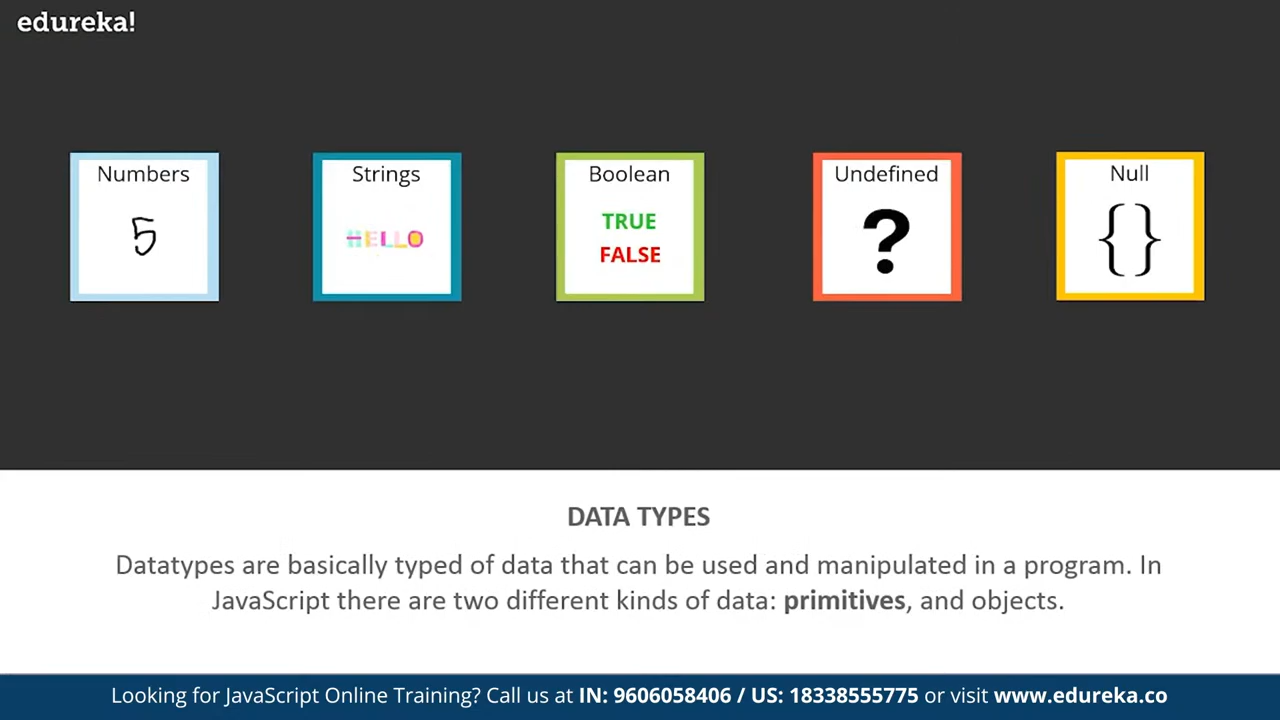 edureka!
Numbers
5
Strings
HELLO
Boolean
TRUE
FALSE
Undefined
?
Null
{}
DATA TYPES
Datatypes are basically typed of data that can be used and manipulated in a program. In
JavaScript there are two different kinds of data: primitives, and objects.
Looking for JavaScript Online Training? Call us at IN: 9606058406 / US: 18338555775 or visit www.edureka.co